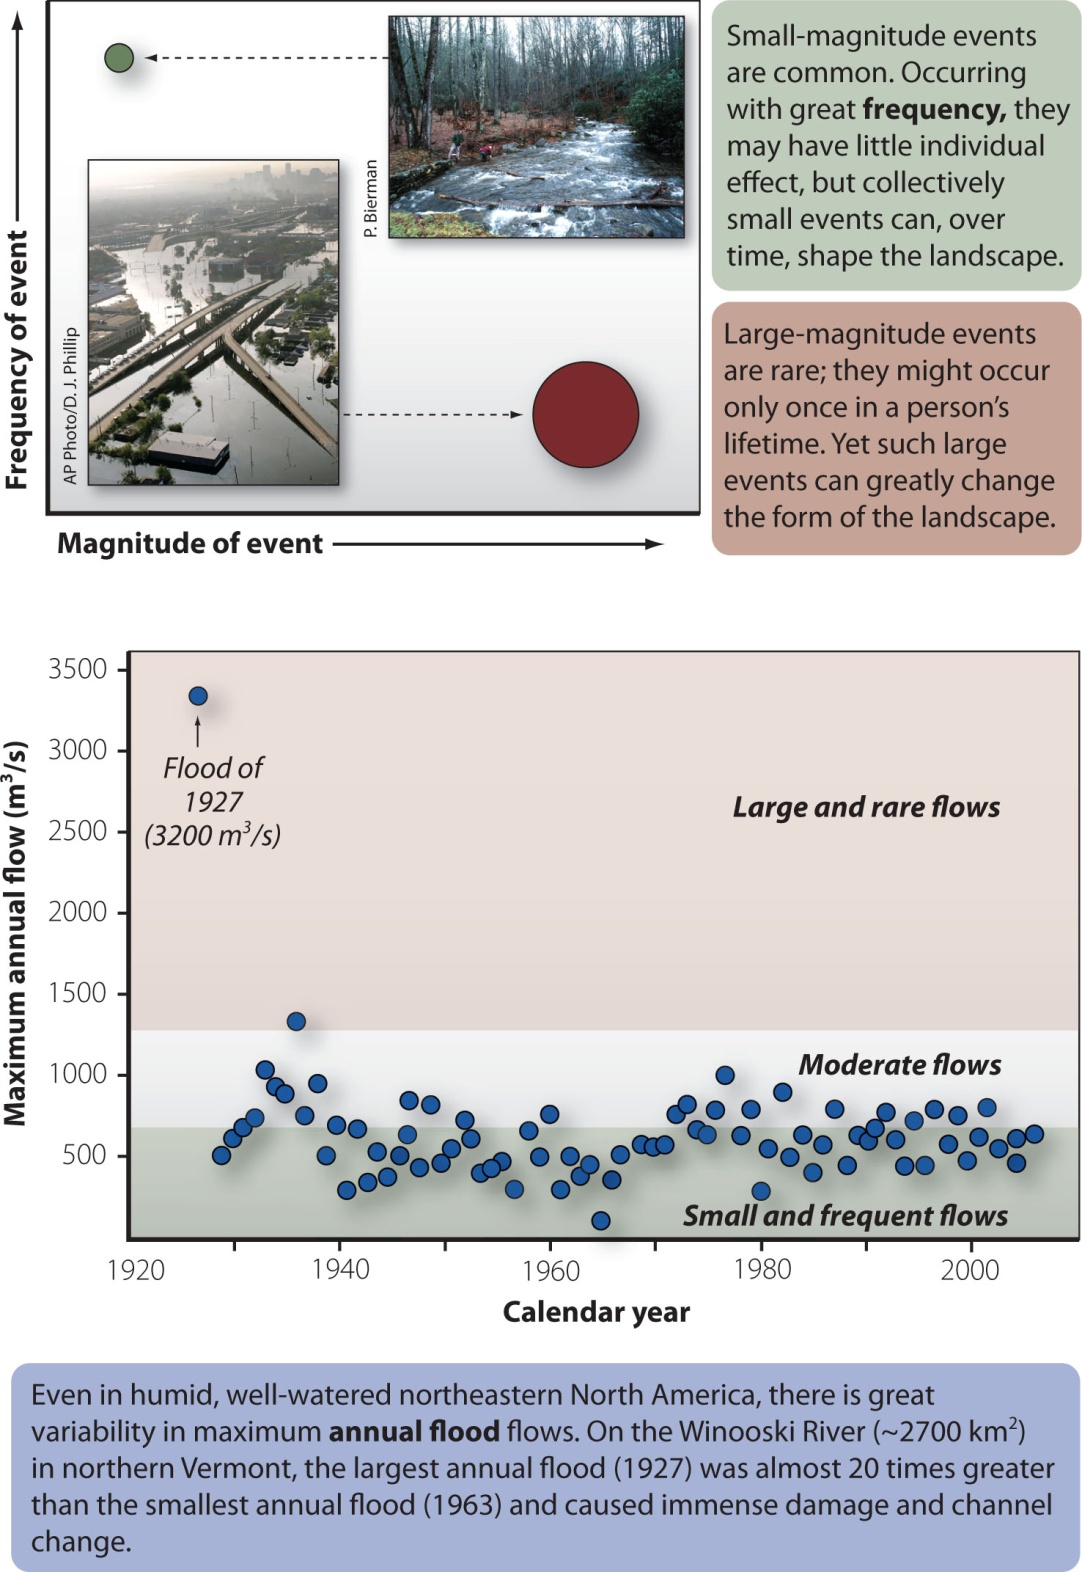 Frequency of event
P. Bierman
AP Photo/D. J. Phillip
Magnitude of event
Small-magnitude events
are common. Occurring
with great frequency, they
may have little individual
effect, but collectively
small events can, over
time, shape the landscape.
Large-magnitude events
are rare; they might occur
only once in a person’s
lifetime. Yet such large
events can greatly change
the form of the landscape.
Maximum annual flow (m³/s)
3500
3000
2500
2000
1500
1000
500
Flood of
1927
(3200 m³/s)
Large and rare flows
Moderate flows
Small and frequent flows
1920 1940 1960 1980 2000
Calendar year
Even in humid, well-watered northeastern North America, there is great
variability in maximum annual flood flows. On the Winooski River (~2700 km²)
in northern Vermont, the largest annual flood (1927) was almost 20 times greater
than the smallest annual flood (1963) and caused immense damage and channel
change.